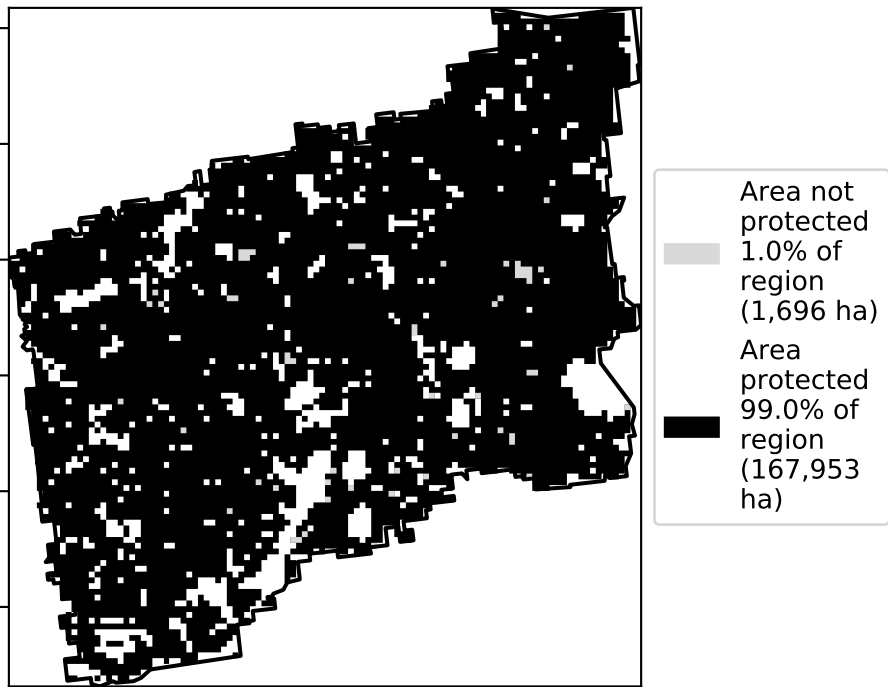 Area not
protected
1.0% of
region
(1,696 ha)
Area
protected
99.0% of
region
(167,953
ha)